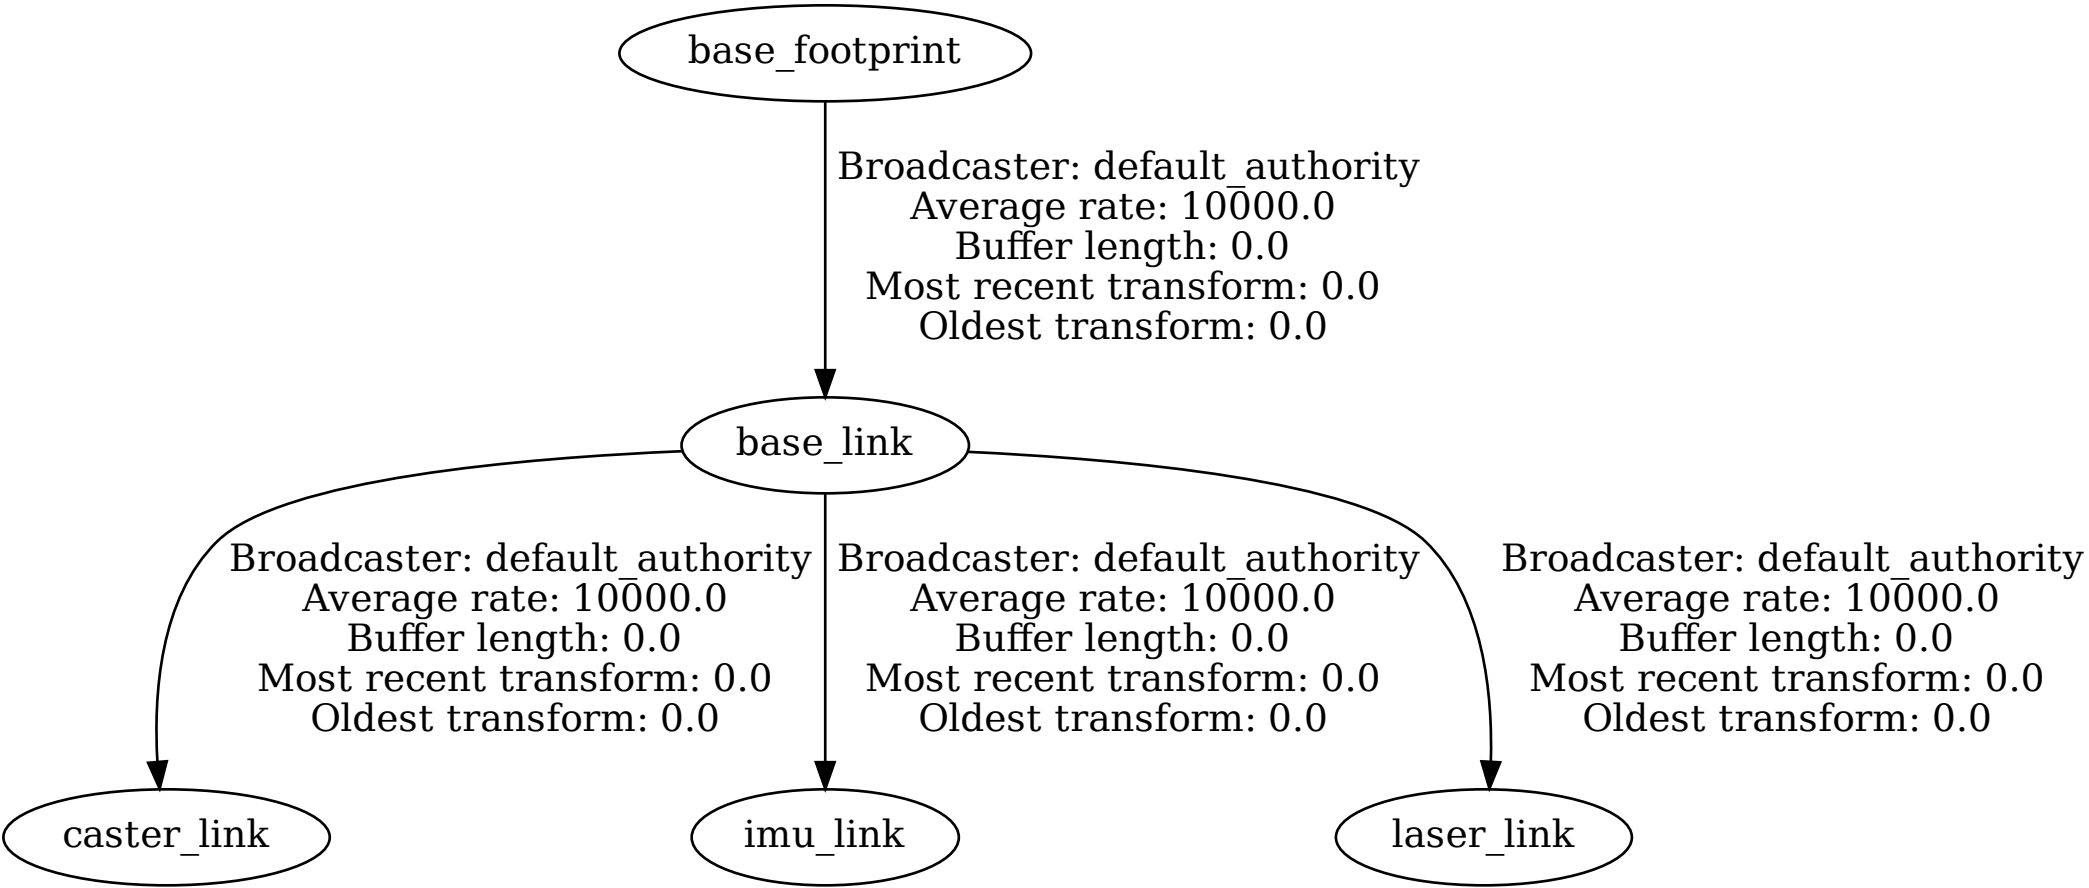 base_footprint
Broadcaster: default_authority
Average rate: 10000.0
Buffer length: 0.0
Most recent transform: 0.0
Oldest transform: 0.0
base_link
Broadcaster: default_authority
Average rate: 10000.0
Buffer length: 0.0
Most recent transform: 0.0
Oldest transform: 0.0
Broadcaster: default_authority
Average rate: 10000.0
Buffer length: 0.0
Most recent transform: 0.0
Oldest transform: 0.0
Broadcaster: default_authority
Average rate: 10000.0
Buffer length: 0.0
Most recent transform: 0.0
Oldest transform: 0.0
caster_link
imu_link
laser_link